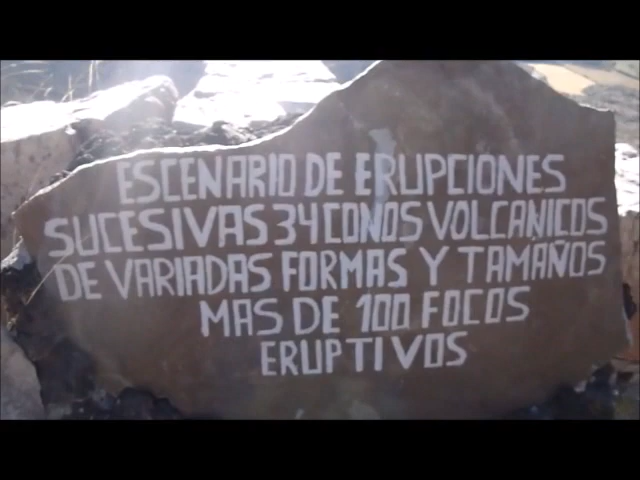 ESCENARIO DE ERUPCIONES
SUCESIVAS 34 CONOS VOLCANICOS
DE VARIADAS FORMAS Y TAMAÑOS
MAS DE 100 FOCOS
ERUPTIVOS